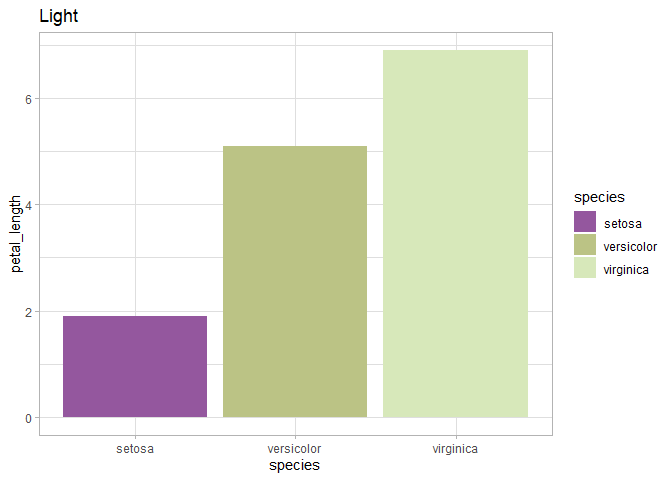 Light
petal_length
6
4
2
0
setosa
versicolor
virginica
species
species
setosa
versicolor
virginica